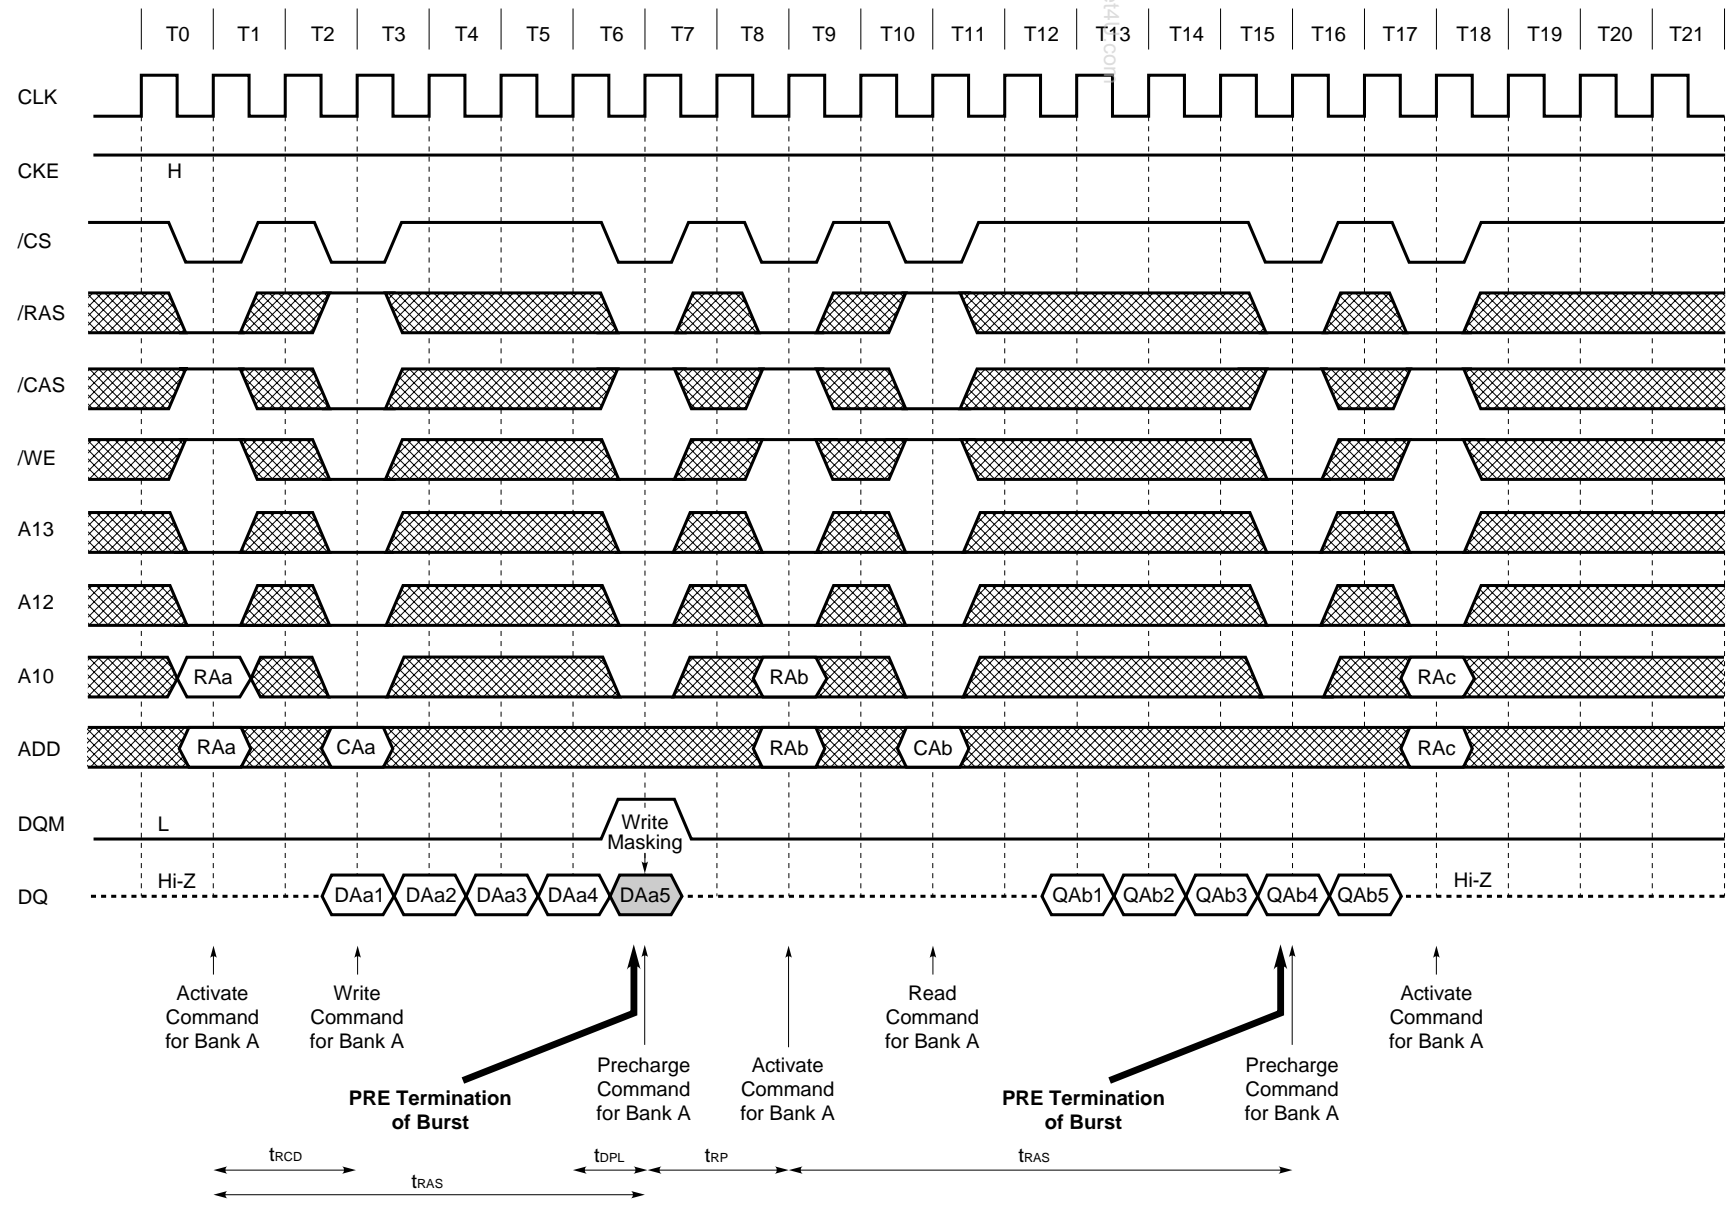 T0 T1 T2 T3 T4 T5 T6 T7 T8 T9 T10 T11 T12 T13 T14 T15 T16 T17 T18 T19 T20 T21
CLK
CKE H
/CS
/RAS
/CAS
/WE
A13
A12
A10 RAa RAb RAc
ADD RAa CAa RAb CAb RAc
DQM L Write
Masking
DQ Hi-Z DAa1 DAa2 DAa3 DAa4 DAa5 QAb1 QAb2 QAb3 QAb4 QAb5 Hi-Z
Activate
Command
for Bank A
Write
Command
for Bank A
PRE Termination
of Burst
Precharge
Command
for Bank A
Activate
Command
for Bank A
Read
Command
for Bank A
PRE Termination
of Burst
Precharge
Command
for Bank A
Activate
Command
for Bank A
tRCD tDPL tRP tRAS
tRAS